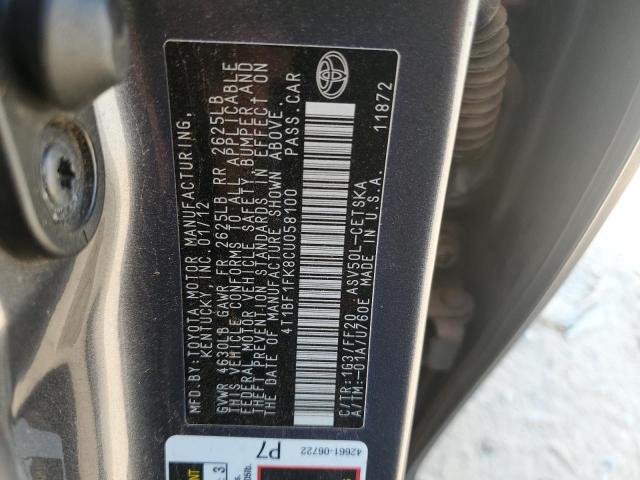 MFD.BY:TOYOTA MOTOR MANUFACTURING,
KENTUCKY, INC. 01/12
GVWR 4630LB GAWR FR 2625LB RR 2625LB
THIS VEHICLE CONFORMS TO ALL APPLICABLE
FEDERAL MOTOR VEHICLE SAFETY, BUMPER, AND
THEFT PREVENTION STANDARDS IN EFFECT ON
THE DATE OF MANUFACTURE SHOWN ABOVE.
4T1BF1FK8CU058100 PASS.CAR
C/TR:1G3/FF20 ASV50L-CETSKA
A/TM:-01A/U760E MADE IN U.S.A.
11872
42661-06722
P7
3